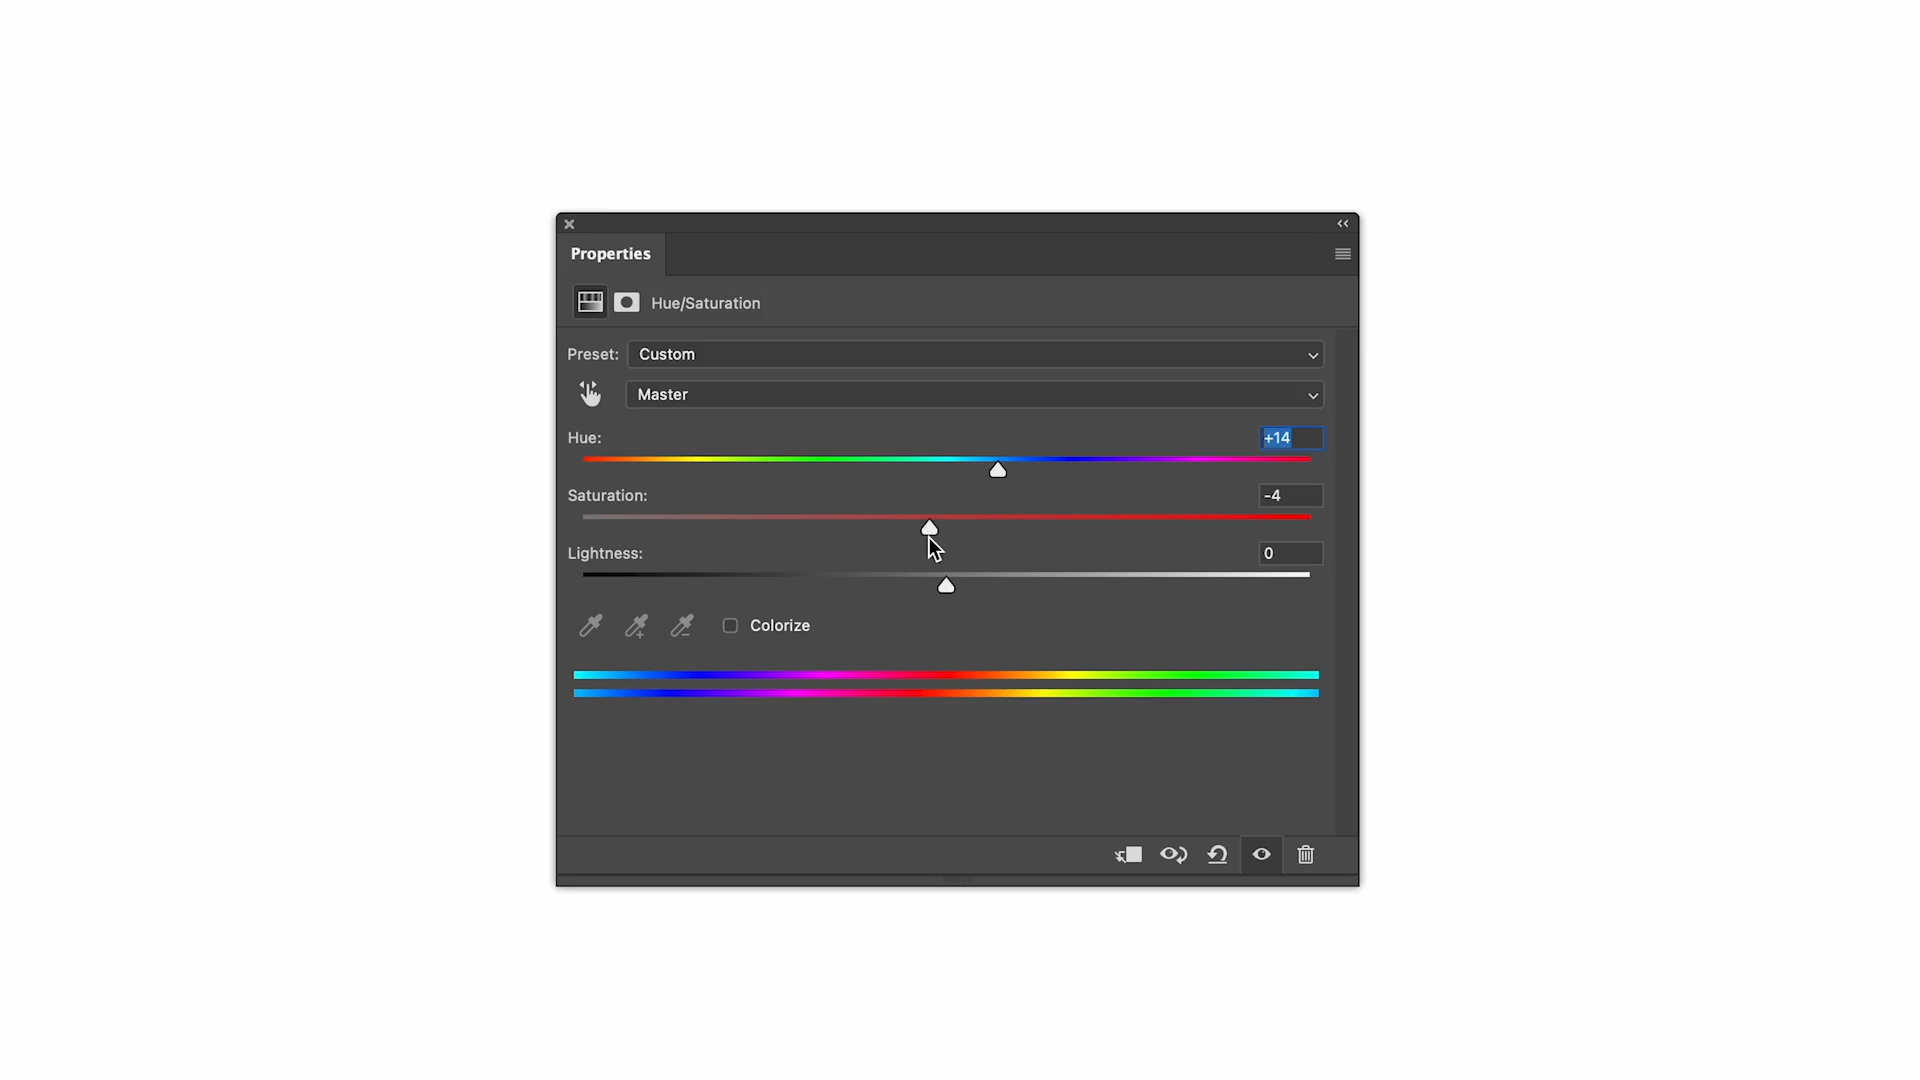 Properties
Hue/Saturation
Preset: Custom
Master
Hue: +14
Saturation: -4
Lightness: 0
Colorize